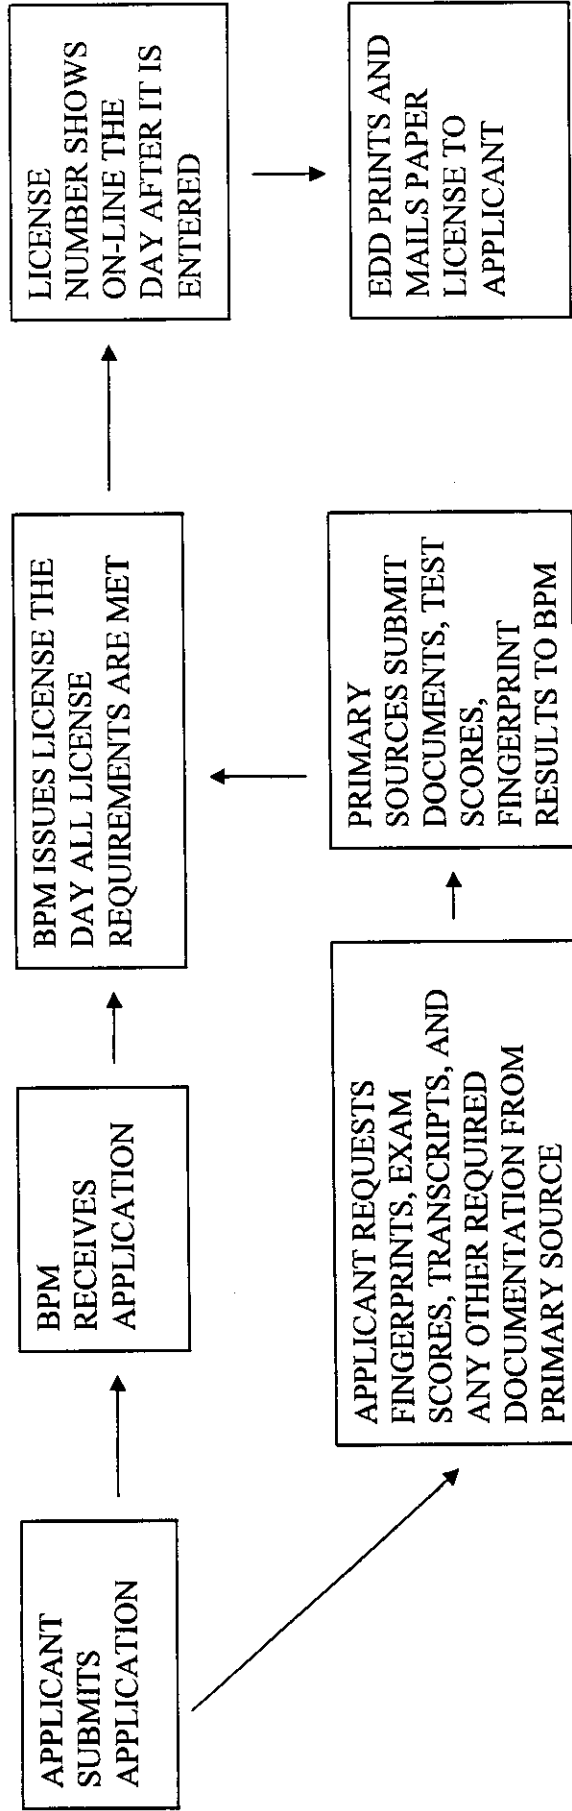 APPLICANT
SUBMITS
APPLICATION
BPM
RECEIVES
APPLICATION
BPM ISSUES LICENSE THE
DAY ALL LICENSE
REQUIREMENTS ARE MET
LICENSE
NUMBER SHOWS
ON-LINE THE
DAY AFTER IT IS
ENTERED
APPLICANT REQUESTS
FINGERPRINTS, EXAM
SCORES, TRANSCRIPTS, AND
ANY OTHER REQUIRED
DOCUMENTATION FROM
PRIMARY SOURCE
PRIMARY
SOURCES SUBMIT
DOCUMENTS, TEST
SCORES,
FINGERPRINT
RESULTS TO BPM
EDD PRINTS AND
MAILS PAPER
LICENSE TO
APPLICANT